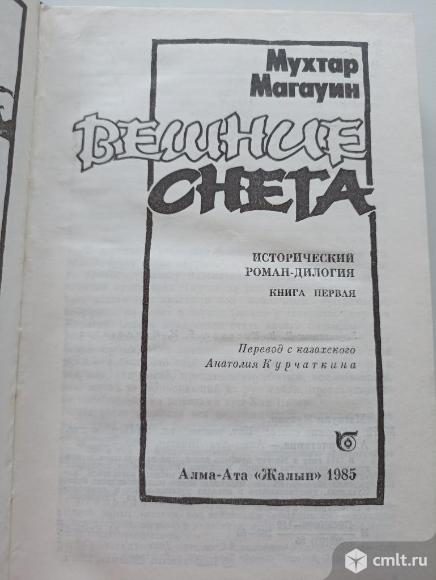 Мухтар
Магауин
ВЕШНИЕ
СНЕГА
ИСТОРИЧЕСКИЙ
РОМАН-ДИЛОГИЯ
КНИГА ПЕРВАЯ
Перевод с казахского
Анатолия Курчаткина
Алма-Ата «Жалын» 1985
cmlt.ru